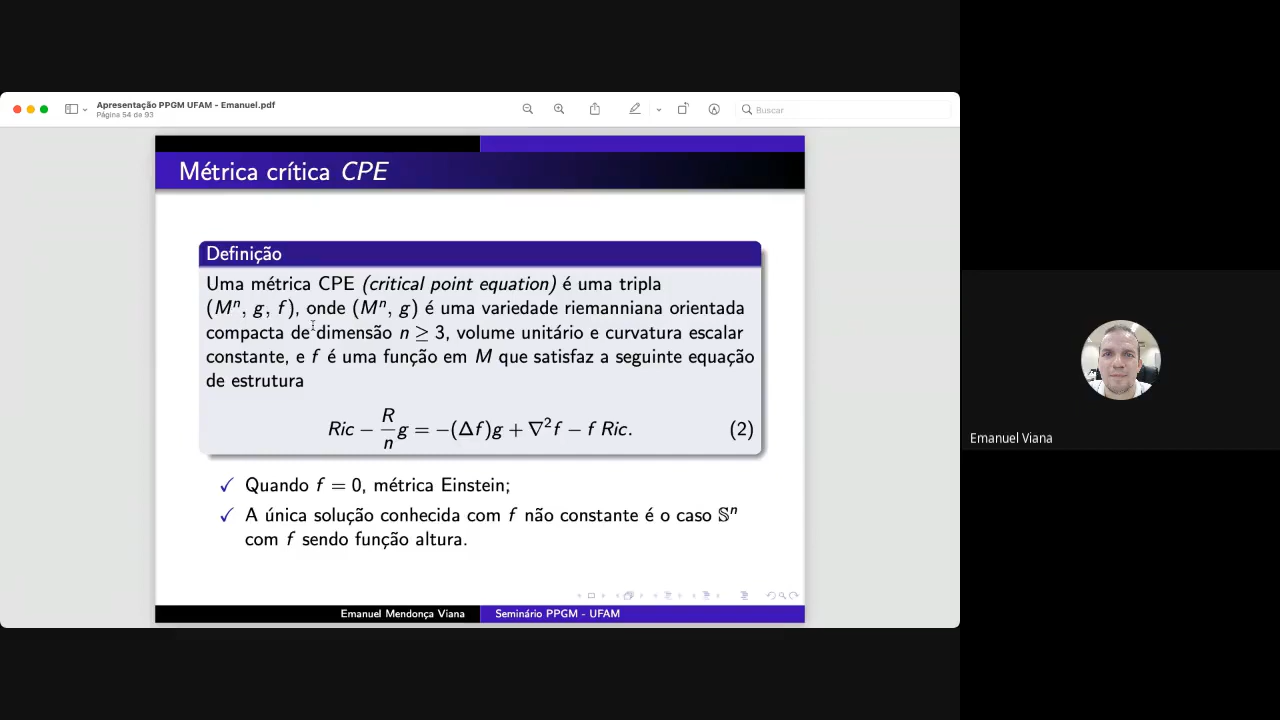 Apresentação PPGM UFAM - Emanuel.pdf
Página 54 de 93
Buscar
Métrica crítica CPE
Definição
Uma métrica CPE (critical point equation) é uma tripla
(Mⁿ, g, f), onde (Mⁿ, g) é uma variedade riemanniana orientada
compacta de dimensão n ≥ 3, volume unitário e curvatura escalar
constante, e f é uma função em M que satisfaz a seguinte equação
de estrutura
Ric − R/n g = −(Δf)g + ∇²f − f Ric. (2)
✓ Quando f = 0, métrica Einstein;
✓ A única solução conhecida com f não constante é o caso 𝕊ⁿ
com f sendo função altura.
Emanuel Mendonça Viana Seminário PPGM - UFAM
Emanuel Viana